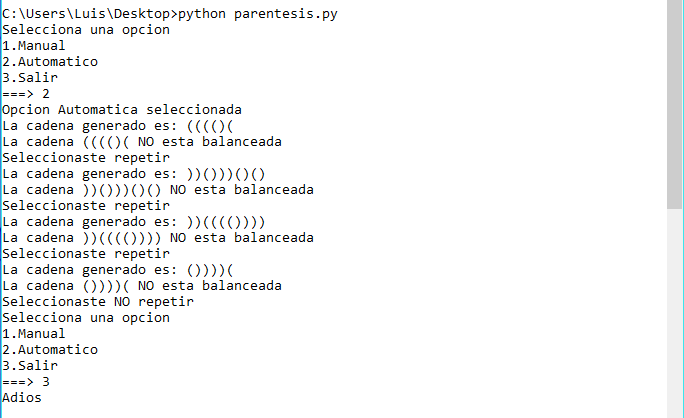 C:\Users\Luis\Desktop>python parentesis.py
Selecciona una opcion
1.Manual
2.Automatico
3.Salir
===> 2
Opcion Automatica seleccionada
La cadena generado es: (((()(
La cadena (((()( NO esta balanceada
Seleccionaste repetir
La cadena generado es: ))()))()()
La cadena ))()))()() NO esta balanceada
Seleccionaste repetir
La cadena generado es: ))(((())))
La cadena ))(((()))) NO esta balanceada
Seleccionaste repetir
La cadena generado es: ())))(
La cadena ())))( NO esta balanceada
Seleccionaste NO repetir
Selecciona una opcion
1.Manual
2.Automatico
3.Salir
===> 3
Adios